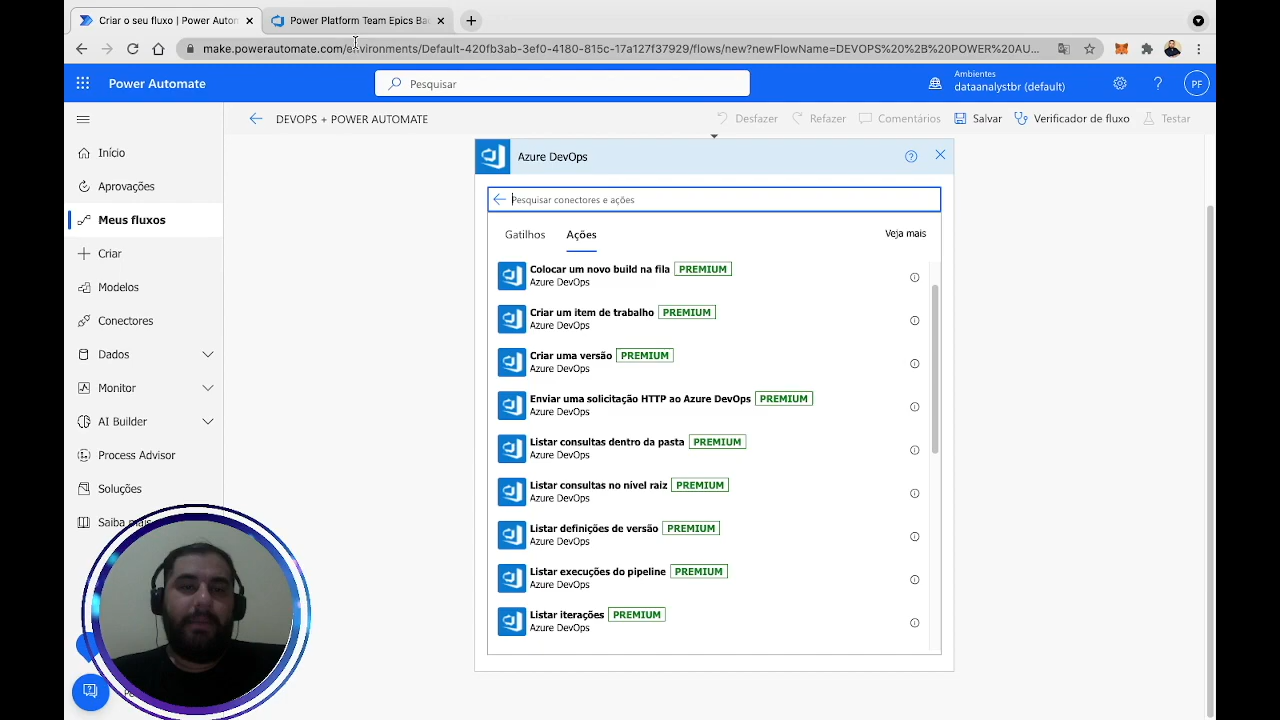 Criar o seu fluxo | Power Autom
Power Platform Team Epics Ba
make.powerautomate.com/environments/Default-420fb3ab-3ef0-4180-815c-17a127f37929/flows/new?newFlowName=DEVOPS%20%2B%20POWER%20AU...
Power Automate
Pesquisar
Ambientes
dataanalystbr (default)
PF
DEVOPS + POWER AUTOMATE
Desfazer
Refazer
Comentários
Salvar
Verificador de fluxo
Testar
Início
Aprovações
Meus fluxos
Criar
Modelos
Conectores
Dados
Monitor
AI Builder
Process Advisor
Soluções
Saiba mais
Azure DevOps
Pesquisar conectores e ações
Gatilhos
Ações
Veja mais
Colocar um novo build na fila PREMIUM
Azure DevOps
Criar um item de trabalho PREMIUM
Azure DevOps
Criar uma versão PREMIUM
Azure DevOps
Enviar uma solicitação HTTP ao Azure DevOps PREMIUM
Azure DevOps
Listar consultas dentro da pasta PREMIUM
Azure DevOps
Listar consultas no nível raiz PREMIUM
Azure DevOps
Listar definições de versão PREMIUM
Azure DevOps
Listar execuções do pipeline PREMIUM
Azure DevOps
Listar iterações PREMIUM
Azure DevOps